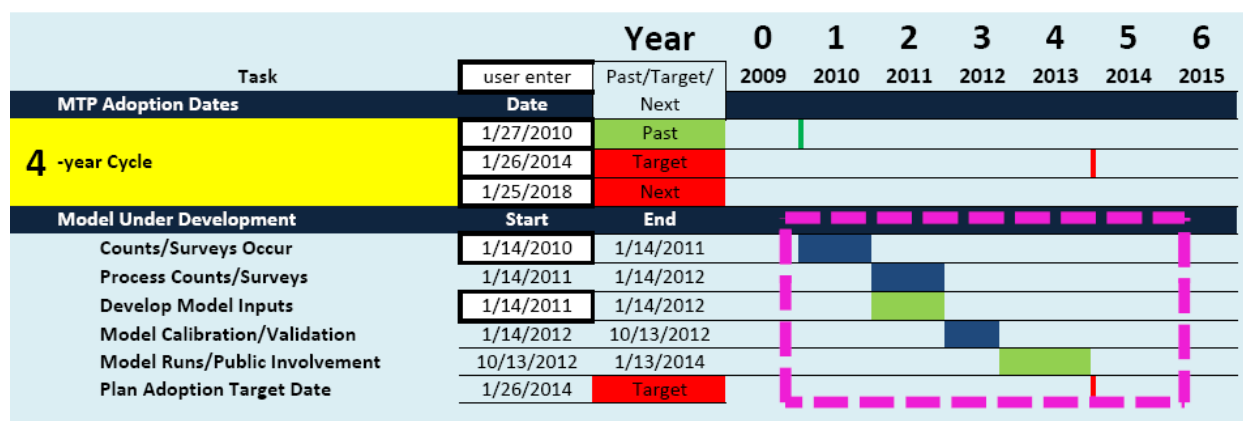 Year 0 1 2 3 4 5 6
Task user enter Past/Target/ 2009 2010 2011 2012 2013 2014 2015
MTP Adoption Dates Date Next
1/27/2010 Past
4 -year Cycle 1/26/2014 Target
1/25/2018 Next
Model Under Development Start End
Counts/Surveys Occur 1/14/2010 1/14/2011
Process Counts/Surveys 1/14/2011 1/14/2012
Develop Model Inputs 1/14/2011 1/14/2012
Model Calibration/Validation 1/14/2012 10/13/2012
Model Runs/Public Involvement 10/13/2012 1/13/2014
Plan Adoption Target Date 1/26/2014 Target